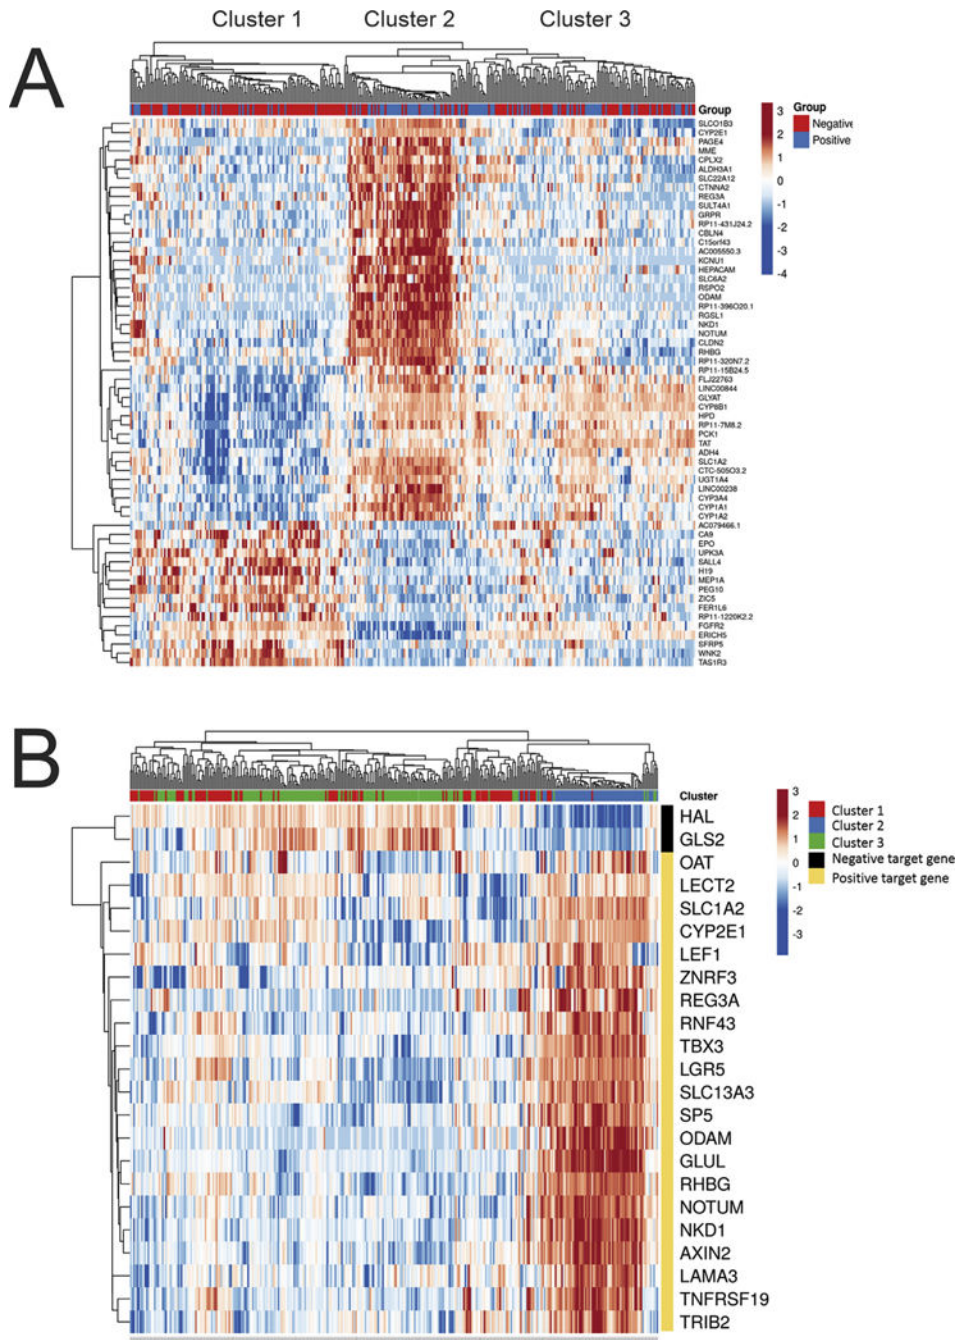 Cluster 1 Cluster 2 Cluster 3
A
Group
SLCO1B3
CYP2E1
PAGE4
MME
CPLX2
ALDH3A1
SLC22A12
CTNNA2
REG3A
SULT4A1
GRPR
RP11-431J24.2
CBLN4
C15orf43
AC005550.3
KCNU1
HEPACAM
SLC6A2
RSPO2
ODAM
RP11-396O20.1
RGSL1
NKD1
NOTUM
CLDN2
RHBG
RP11-320N7.2
RP11-15B24.5
FLJ22763
LINC00844
GLYAT
CYP8B1
HPD
RP11-7M8.2
PCK1
TAT
ADH4
SLC1A2
CTC-505O3.2
UGT1A4
LINC00238
CYP3A4
CYP1A1
CYP1A2
AC079466.1
CA9
EPO
UPK3A
SALL4
H19
MEP1A
PEG10
ZIC5
FER1L6
RP11-1220K2.2
FGFR2
ERICH5
SFRP5
WNK2
TAS1R3
3
2
1
0
-1
-2
-3
-4
Group
Negative
Positive
B
Cluster
HAL
GLS2
OAT
LECT2
SLC1A2
CYP2E1
LEF1
ZNRF3
REG3A
RNF43
TBX3
LGR5
SLC13A3
SP5
ODAM
GLUL
RHBG
NOTUM
NKD1
AXIN2
LAMA3
TNFRSF19
TRIB2
3
2
1
0
-1
-2
-3
Cluster 1
Cluster 2
Cluster 3
Negative target gene
Positive target gene